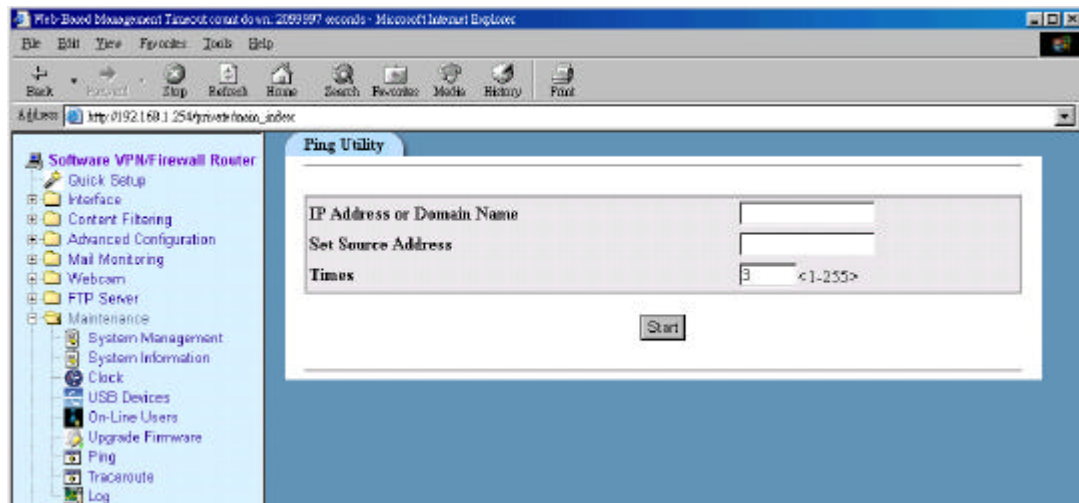 Web-Based Management Timeout count down: 2099997 seconds - Microsoft Internet Explorer
File Edit View Favorites Tools Help
Back Forward Stop Refresh Home Search Favorites Media History Print
Address http://192.168.1.254/private/main_index
Software VPN/Firewall Router
Quick Setup
Interface
Content Filtering
Advanced Configuration
Mail Monitoring
Webcam
FTP Server
Maintenance
System Management
System Information
Clock
USB Devices
On-Line Users
Upgrade Firmware
Ping
Traceroute
Log
Ping Utility
IP Address or Domain Name
Set Source Address
Times 3 <1-255>
Start